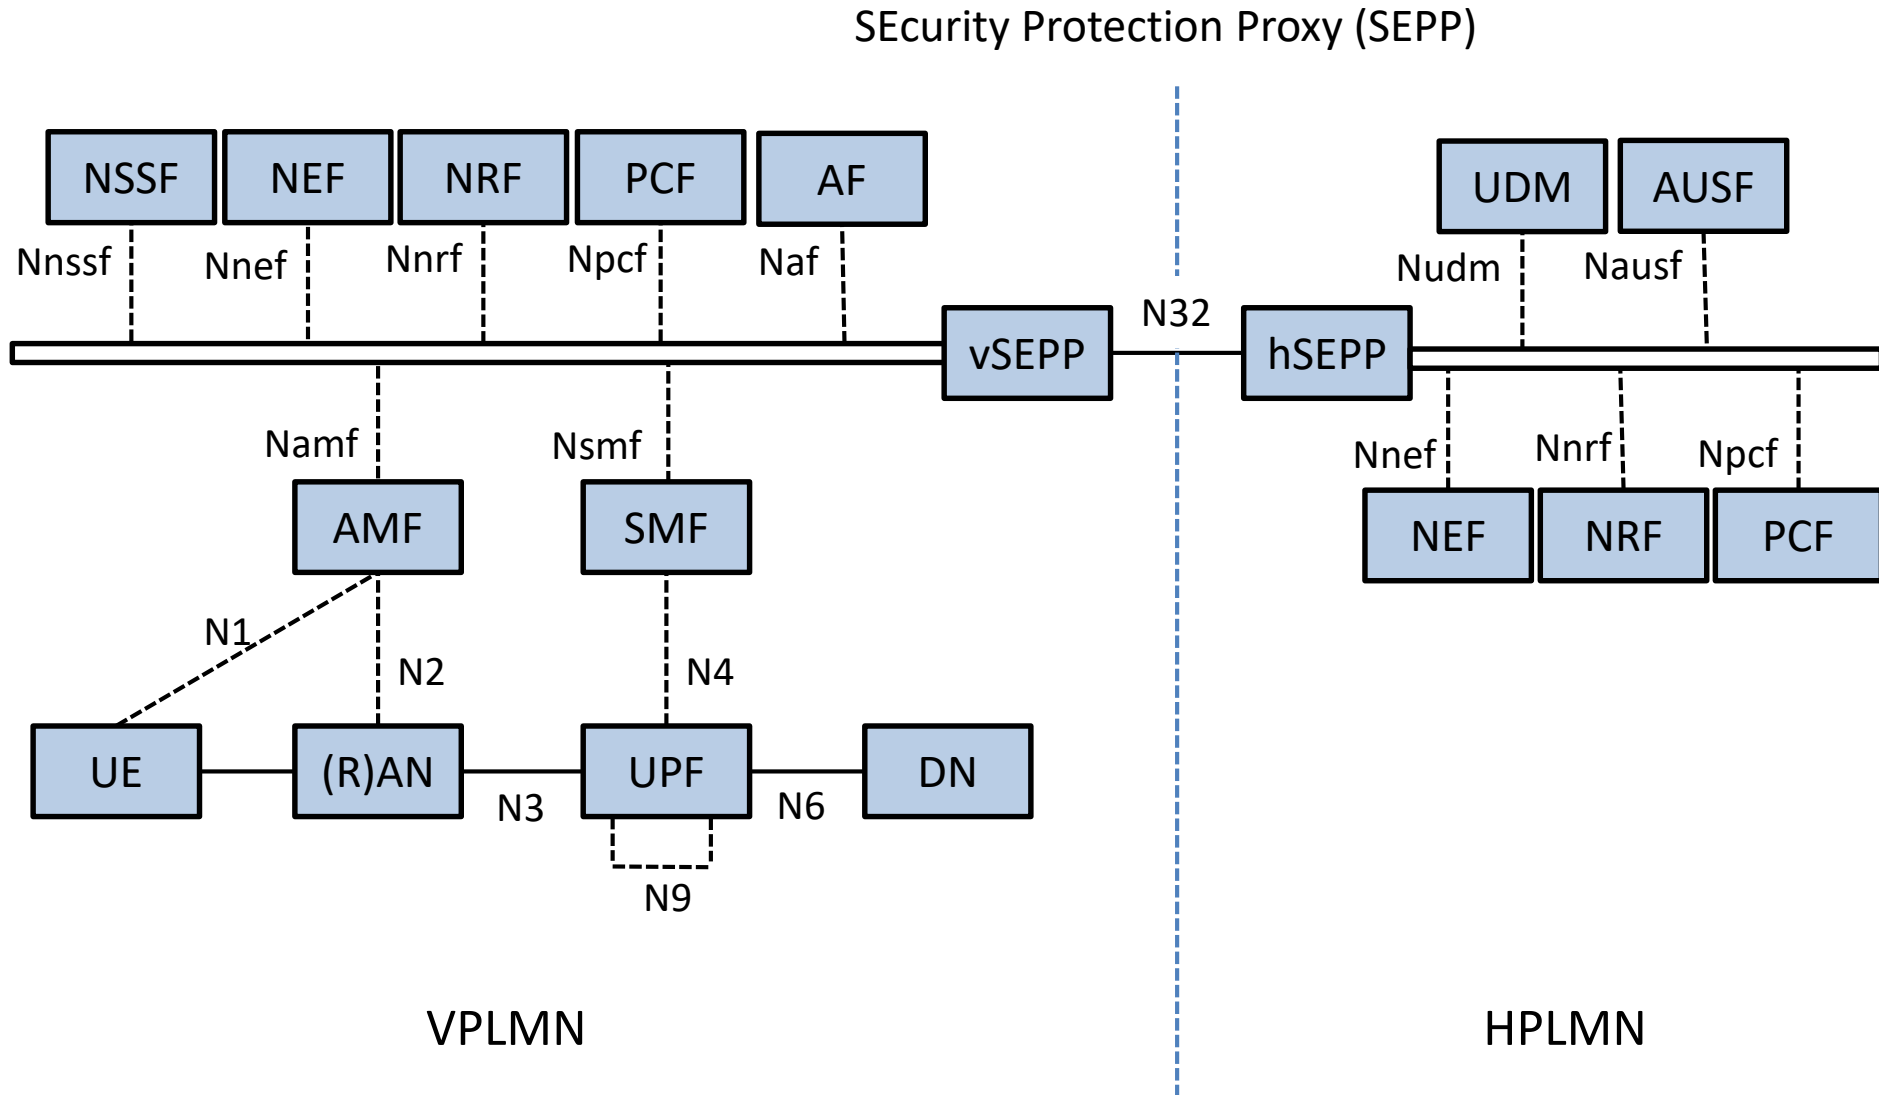 SEcurity Protection Proxy (SEPP)
NSSF
NEF
NRF
PCF
AF
UDM
AUSF
Nnssf
Nnef
Nnrf
Npcf
Naf
Nudm
Nausf
N32
vSEPP
hSEPP
Namf
Nsmf
Nnef
Nnrf
Npcf
AMF
SMF
NEF
NRF
PCF
N1
N2
N4
UE
(R)AN
UPF
DN
N3
N6
N9
VPLMN
HPLMN